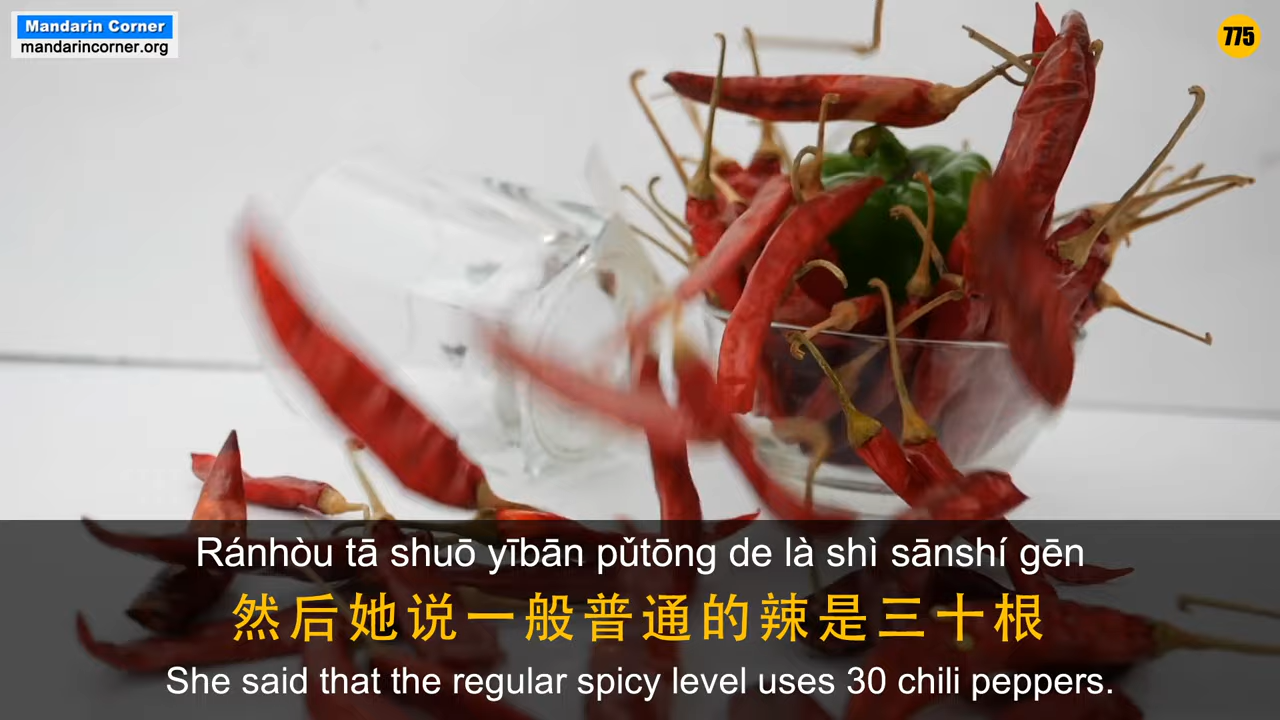 Mandarin Corner
mandarincorner.org
775
Ránhòu tā shuō yībān pǔtōng de là shì sānshí gēn
然后她说一般普通的辣是三十根
She said that the regular spicy level uses 30 chili peppers.